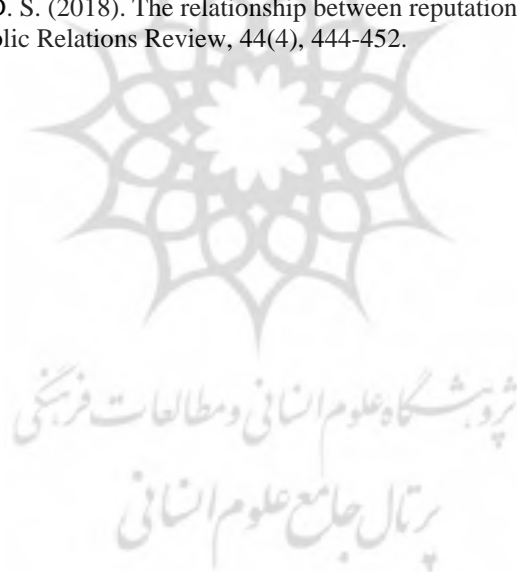 D. S. (2018). The relationship between reputation
Public Relations Review, 44(4), 444-452.
پژوهشگاه علوم انسانی و مطالعات فرهنگی
پرتال جامع علوم انسانی